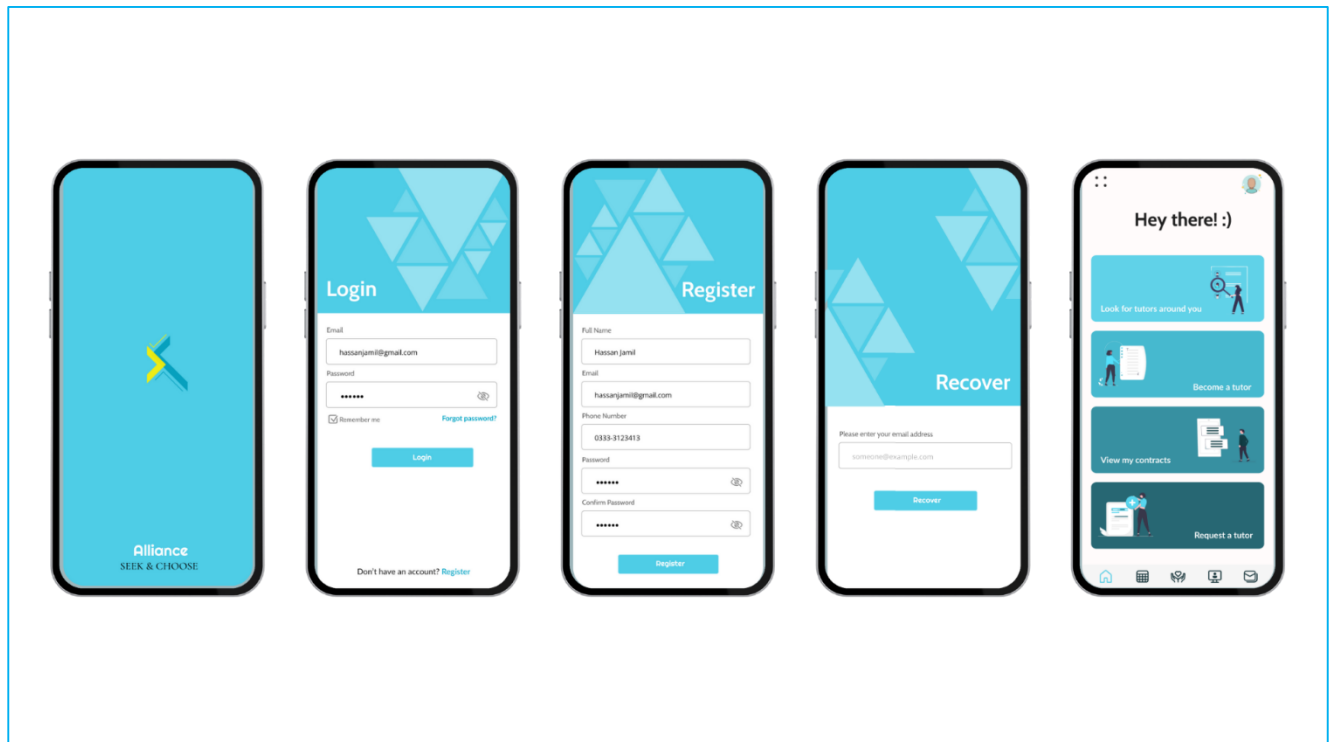 Alliance
SEEK & CHOOSE
Login
Email
hassanjamil@gmail.com
Password
••••••
Remember me
Forgot password?
Login
Don't have an account? Register
Register
Full Name
Hassan Jamil
Email
hassanjamil@gmail.com
Phone Number
0333-3123413
Password
••••••
Confirm Password
••••••
Register
Recover
Please enter your email address
someone@example.com
Recover
Hey there! :)
Look for tutors around you
Become a tutor
View my contracts
Request a tutor